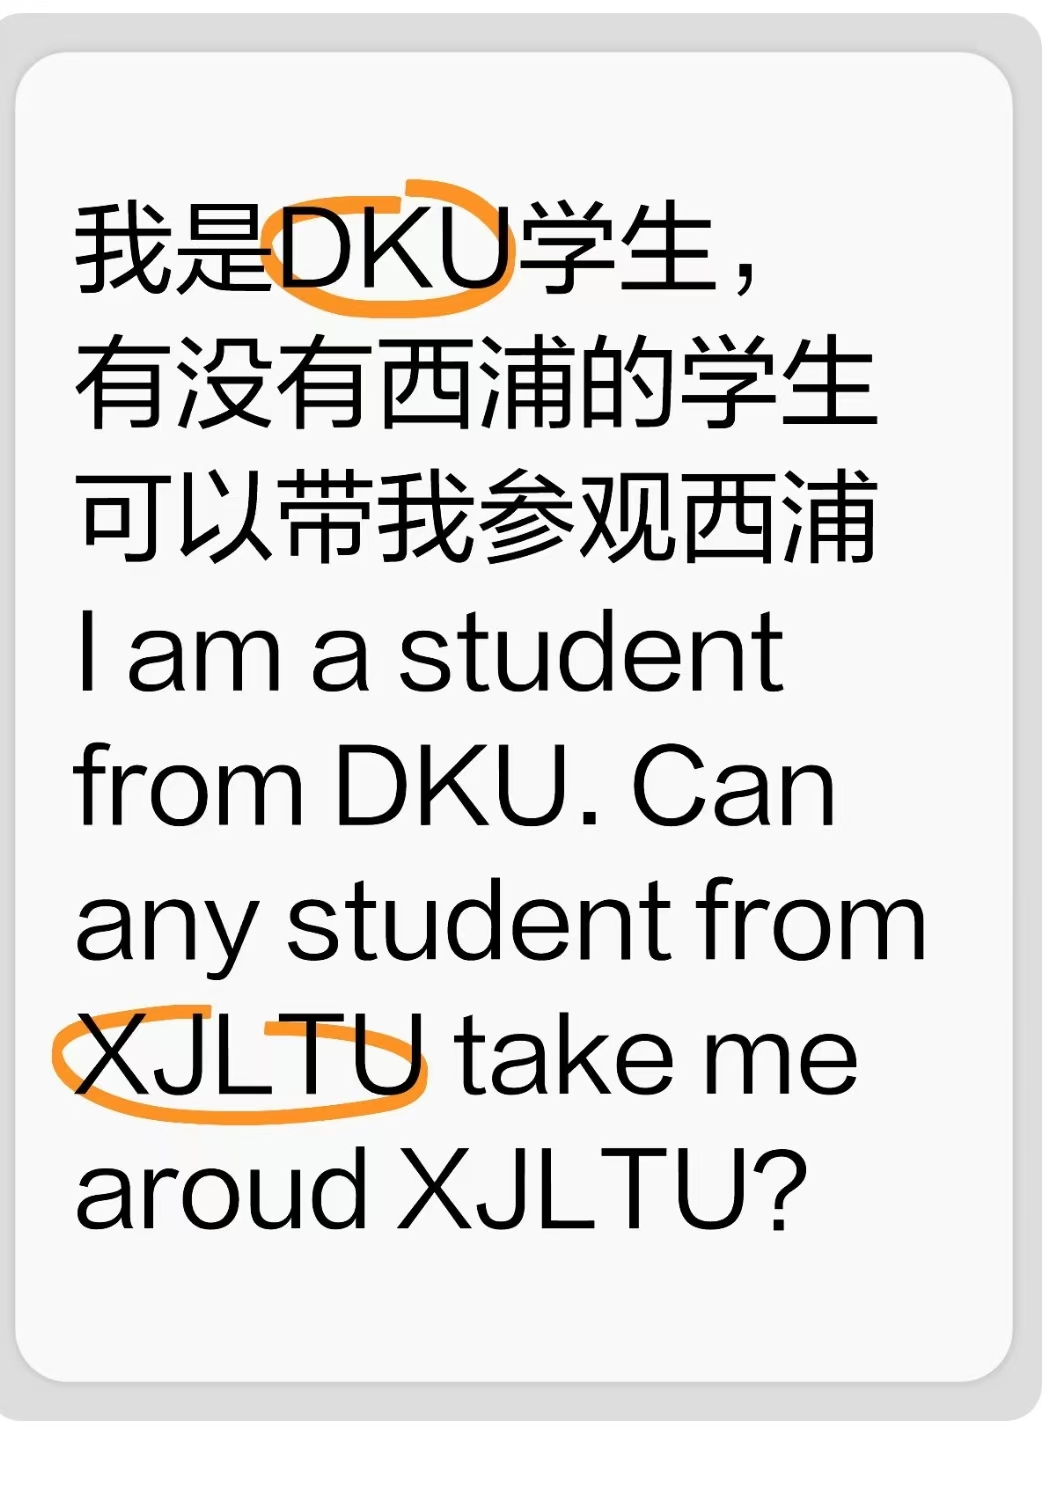 我是DKU学生，
有没有西浦的学生
可以带我参观西浦
I am a student
from DKU. Can
any student from
XJLTU take me
aroud XJLTU?